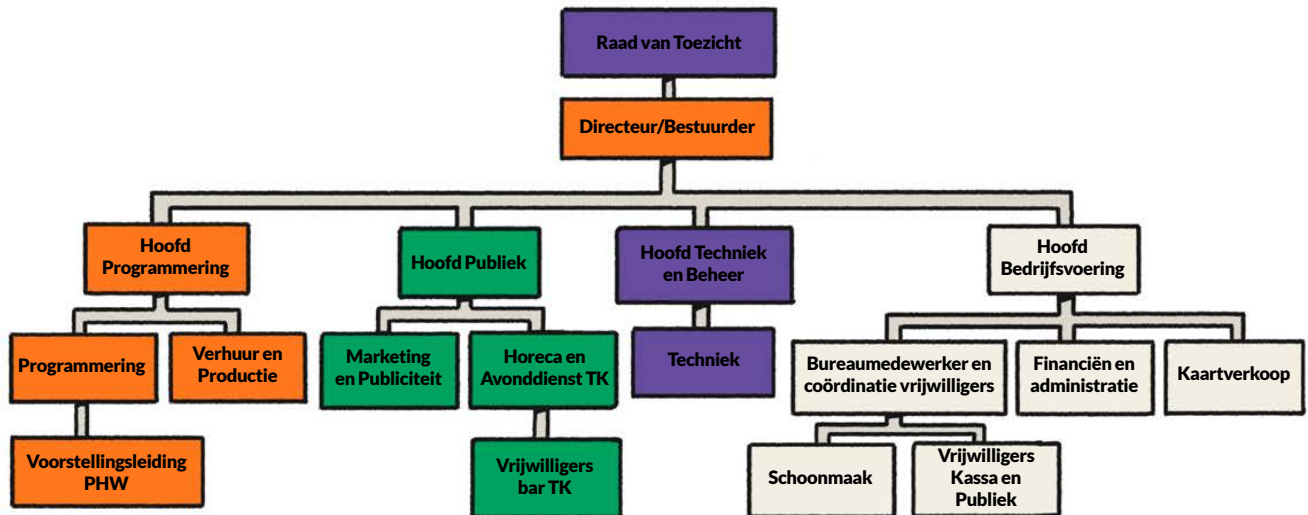 Raad van Toezicht
Directeur/Bestuurder
Hoofd
Programmering
Hoofd Publiek
Hoofd Techniek
en Beheer
Hoofd
Bedrijfsvoering
Programmering
Verhuur en
Productie
Marketing
en Publiciteit
Horeca en
Avonddienst TK
Techniek
Bureaumedewerker en
coördinatie vrijwilligers
Financiën en
administratie
Kaartverkoop
Voorstellingsleiding
PHW
Vrijwilligers
bar TK
Schoonmaak
Vrijwilligers
Kassa en
Publiek